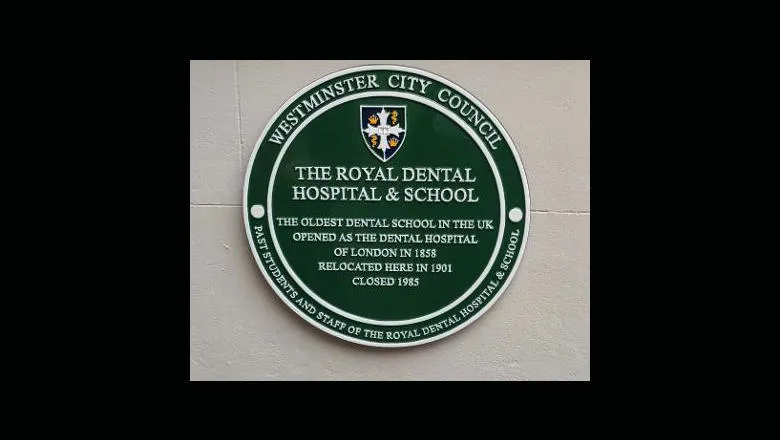 WESTMINSTER CITY COUNCIL
THE ROYAL DENTAL
HOSPITAL & SCHOOL
THE OLDEST DENTAL SCHOOL IN THE UK
OPENED AS THE DENTAL HOSPITAL
OF LONDON IN 1858
RELOCATED HERE IN 1901
CLOSED 1985
PAST STUDENTS AND STAFF OF THE ROYAL DENTAL HOSPITAL & SCHOOL